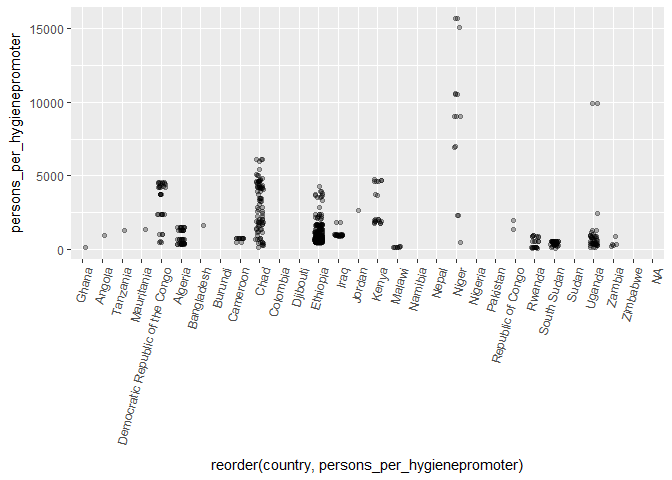 persons_per_hygienepromoter
15000
10000
5000
0
Ghana
Angola
Tanzania
Mauritania
Democratic Republic of the Congo
Algeria
Bangladesh
Burundi
Cameroon
Chad
Colombia
Djibouti
Ethiopia
Iraq
Jordan
Kenya
Malawi
Namibia
Nepal
Niger
Nigeria
Pakistan
Republic of Congo
Rwanda
South Sudan
Sudan
Uganda
Zambia
Zimbabwe
NA
reorder(country, persons_per_hygienepromoter)